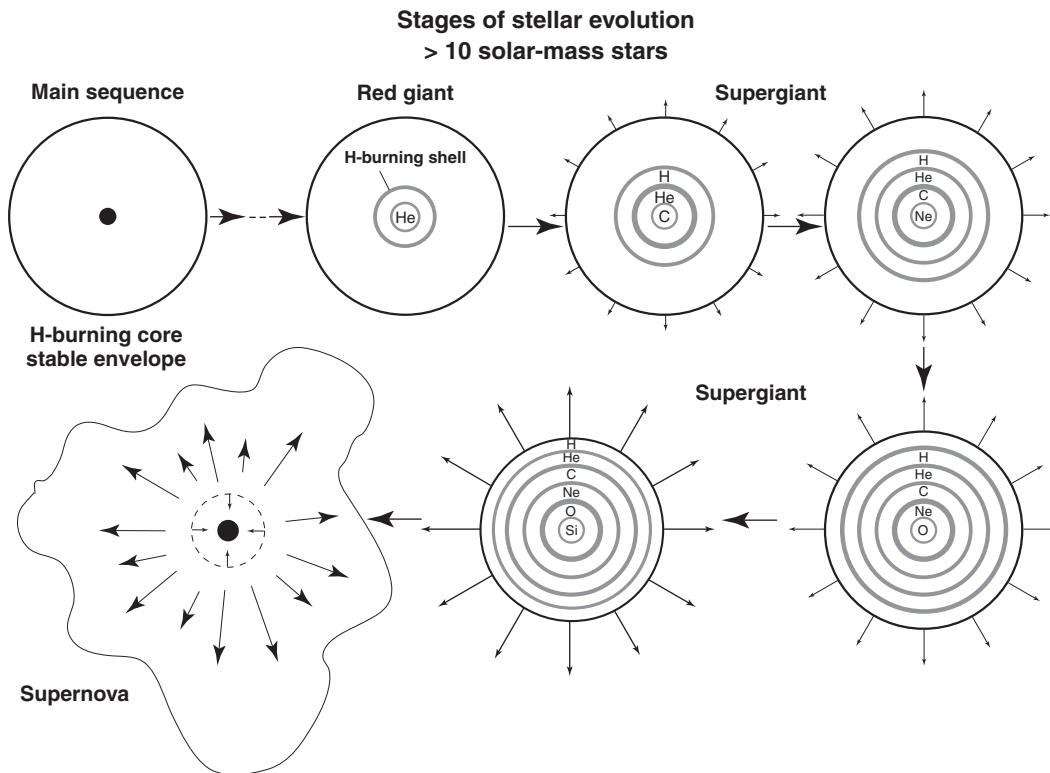 Stages of stellar evolution
> 10 solar-mass stars
Main sequence
Red giant
Supergiant
H-burning shell
He
H
He
C
H
He
C
Ne
H-burning core
stable envelope
Supergiant
H
He
C
Ne
O
Si
H
He
C
Ne
O
Supernova